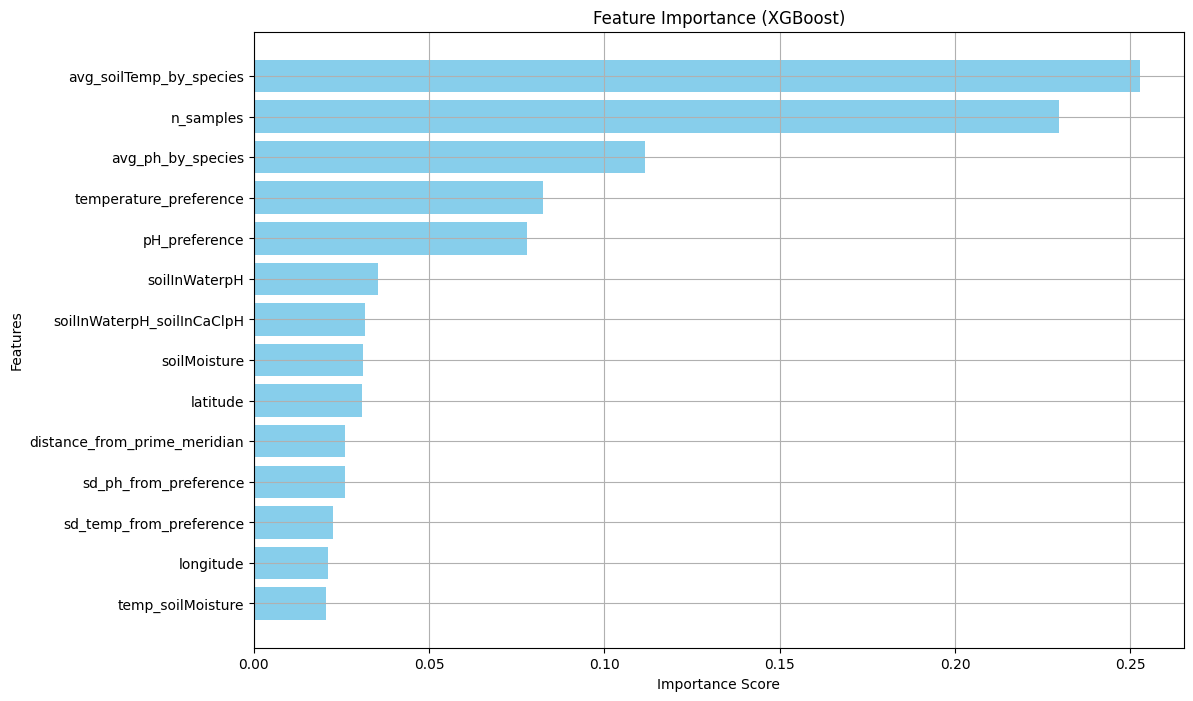 Feature Importance (XGBoost)
avg_soilTemp_by_species
n_samples
avg_ph_by_species
temperature_preference
pH_preference
soilInWaterpH
soilInWaterpH_soilInCaClpH
soilMoisture
latitude
distance_from_prime_meridian
sd_ph_from_preference
sd_temp_from_preference
longitude
temp_soilMoisture
Features
0.00 0.05 0.10 0.15 0.20 0.25
Importance Score